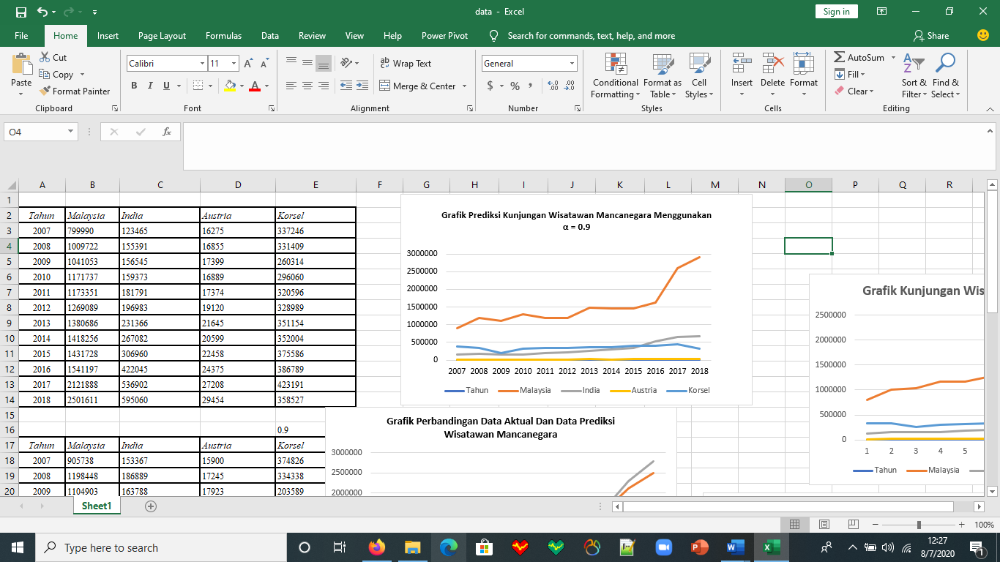 data - Excel
Sign in
File Home Insert Page Layout Formulas Data Review View Help Power Pivot Search for commands, text, help, and more Share
Cut
Copy
Format Painter
Paste
Clipboard
Calibri 11
B I U
Font
Wrap Text
Merge & Center
Alignment
General
$ % ,
Number
Conditional Formatting
Format as Table
Cell Styles
Styles
Insert Delete Format
Cells
AutoSum
Fill
Clear
Sort & Filter
Find & Select
Editing
O4 fx
A B C D E F G H I J K L M N O P Q R
1
2 Tahun Malaysia India Austria Korsel
3 2007 799990 123465 16275 337246
4 2008 1009722 155391 16855 331409
5 2009 1041053 156545 17399 260314
6 2010 1171737 159373 16889 296060
7 2011 1173351 181791 17374 320596
8 2012 1269089 196983 19120 328989
9 2013 1380686 231366 21645 351154
10 2014 1418256 267082 20599 352004
11 2015 1431728 306960 22458 375586
12 2016 1541197 422045 24375 386789
13 2017 2121888 536902 27208 423191
14 2018 2501611 595060 29454 358527
15
16 0.9
17 Tahun Malaysia India Austria Korsel
18 2007 905738 153367 15900 374826
19 2008 1198448 186889 17245 334338
20 2009 1104903 163788 17923 203589
Grafik Prediksi Kunjungan Wisatawan Mancanegara Menggunakan
α = 0.9
3000000
2500000
2000000
1500000
1000000
500000
0
2007 2008 2009 2010 2011 2012 2013 2014 2015 2016 2017 2018
Tahun Malaysia India Austria Korsel
Grafik Perbandingan Data Aktual Dan Data Prediksi
Wisatawan Mancanegara
3000000
2500000
2000000
Grafik Kunjungan Wis
2500000
2000000
1500000
1000000
500000
0
1 2 3 4 5
Tahun Malaysia
Sheet1
100%
Type here to search
12:27
8/7/2020
1